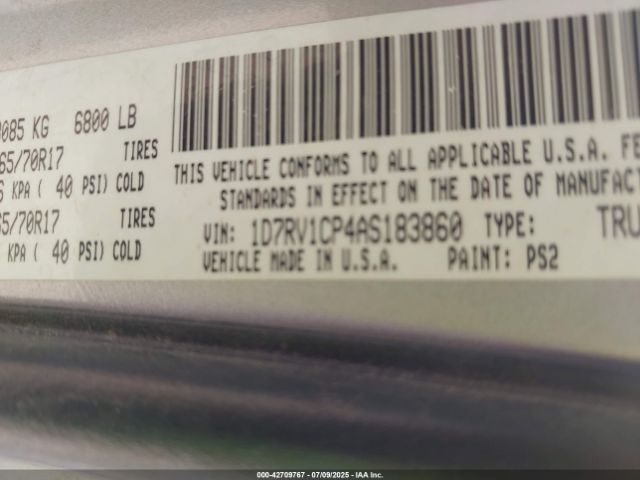 085 KG 6800 LB
65/70R17 TIRES
KPA ( 40 PSI) COLD
65/70R17 TIRES
KPA ( 40 PSI) COLD
THIS VEHICLE CONFORMS TO ALL APPLICABLE U.S.A. FE
STANDARDS IN EFFECT ON THE DATE OF MANUFAC
VIN: 1D7RV1CP4AS183860 TYPE: TRU
VEHICLE MADE IN U.S.A. PAINT: PS2
000-42709767 07/09/2025 IAA Inc.